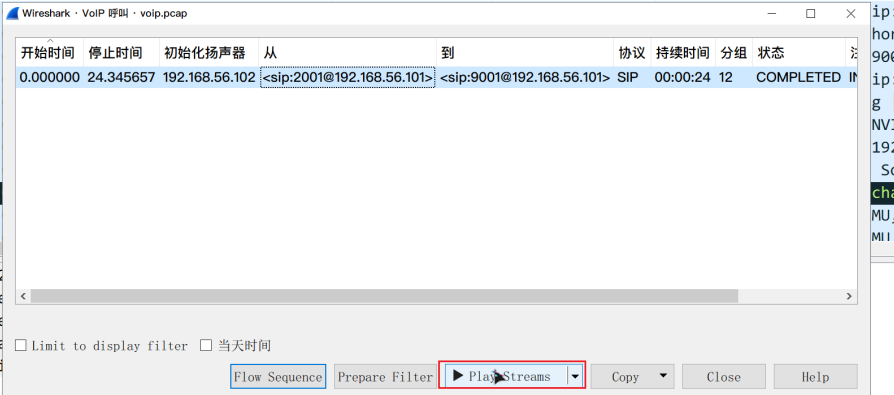 Wireshark · VoIP 呼叫 · voip.pcap
开始时间 停止时间 初始化扬声器 从 到 协议 持续时间 分组 状态
0.000000 24.345657 192.168.56.102 <sip:2001@192.168.56.101> <sip:9001@192.168.56.101> SIP 00:00:24 12 COMPLETED IN
Limit to display filter 当天时间
Flow Sequence Prepare Filter Play Streams Copy Close Help
ip:
hor
900
ip:
g
NVI
192
So
cha
MU,
MU